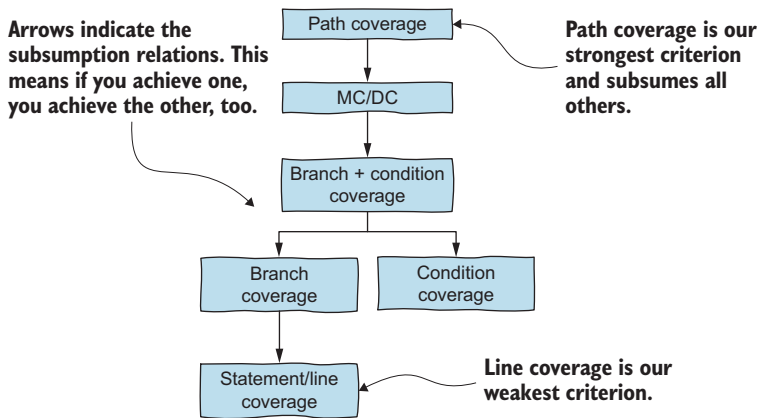 Arrows indicate the
subsumption relations. This
means if you achieve one,
you achieve the other, too.
Path coverage
Path coverage is our
strongest criterion
and subsumes all
others.
MC/DC
Branch + condition
coverage
Branch
coverage
Condition
coverage
Statement/line
coverage
Line coverage is our
weakest criterion.